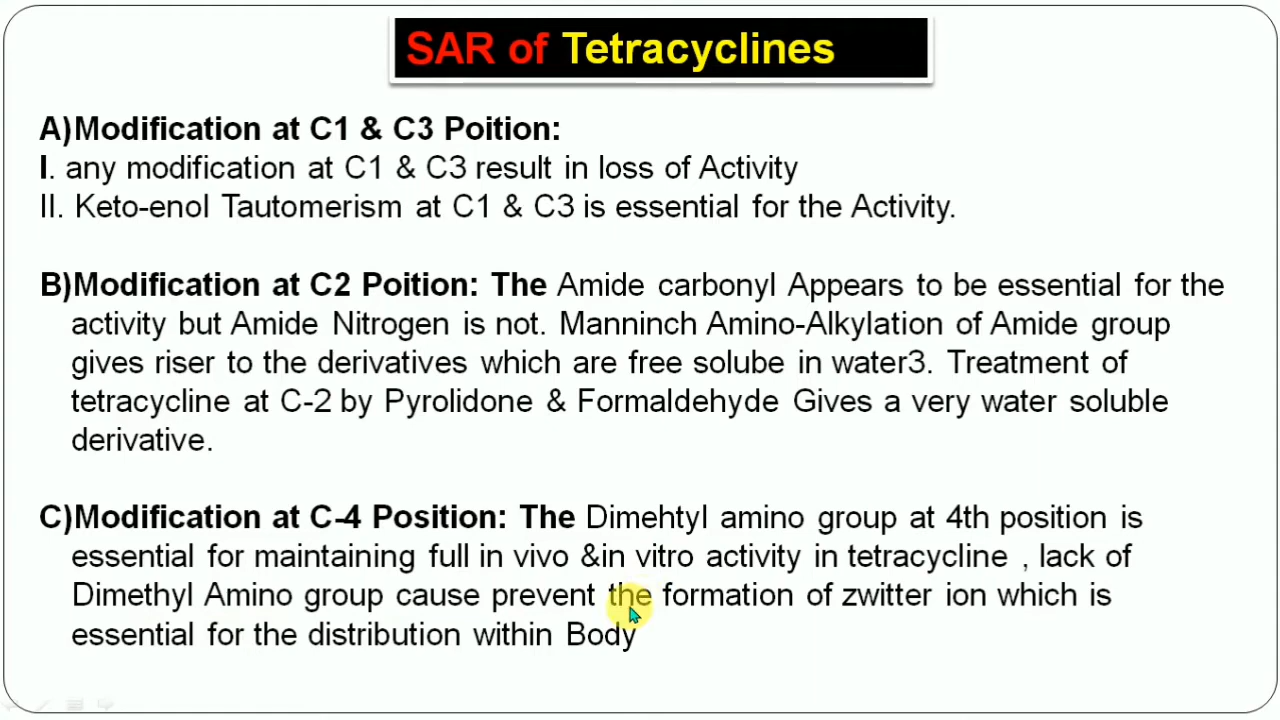 SAR of Tetracyclines
A)Modification at C1 & C3 Poition:
I. any modification at C1 & C3 result in loss of Activity
II. Keto-enol Tautomerism at C1 & C3 is essential for the Activity.
B)Modification at C2 Poition: The Amide carbonyl Appears to be essential for the
activity but Amide Nitrogen is not. Manninch Amino-Alkylation of Amide group
gives riser to the derivatives which are free solube in water3. Treatment of
tetracycline at C-2 by Pyrolidone & Formaldehyde Gives a very water soluble
derivative.
C)Modification at C-4 Position: The Dimehtyl amino group at 4th position is
essential for maintaining full in vivo &in vitro activity in tetracycline , lack of
Dimethyl Amino group cause prevent the formation of zwitter ion which is
essential for the distribution within Body